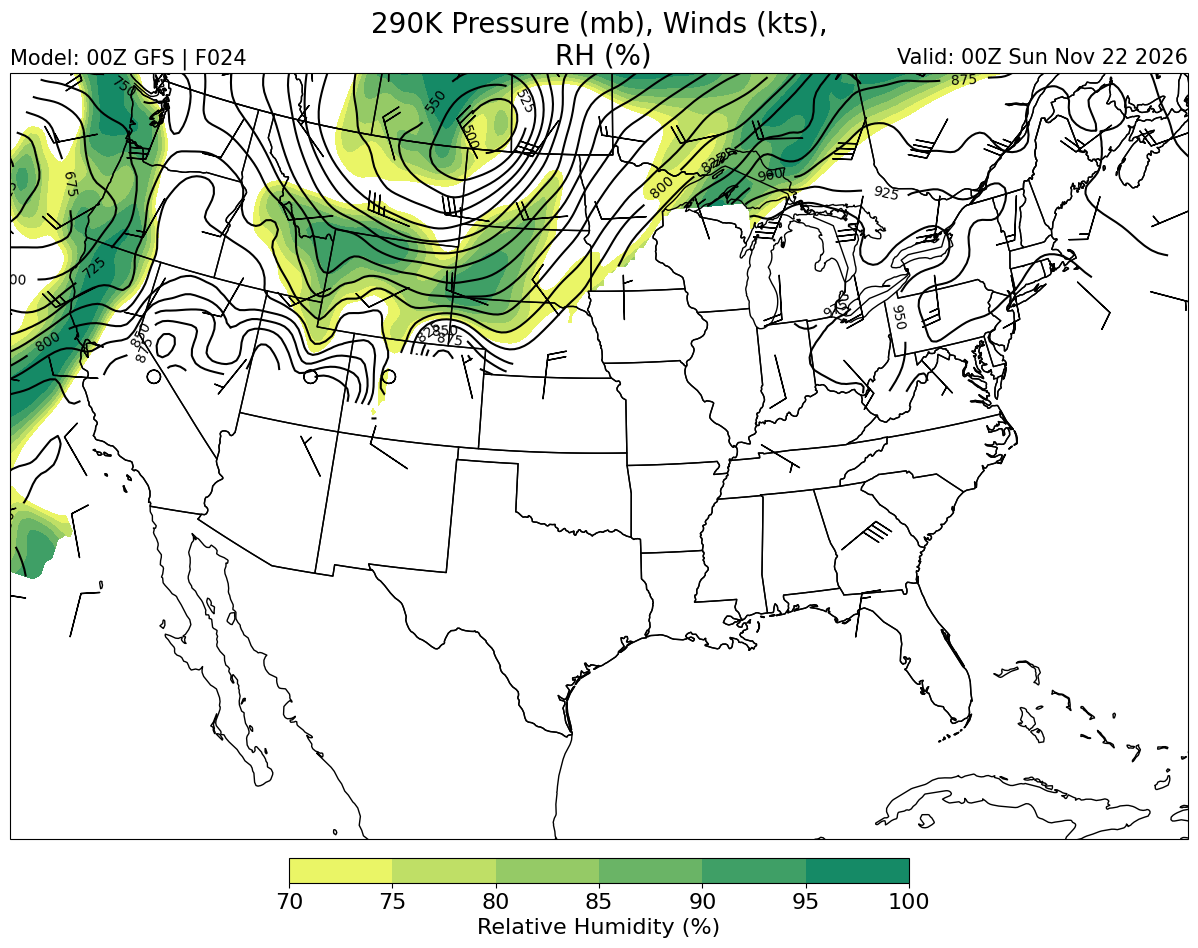 290K Pressure (mb), Winds (kts),
RH (%)
Model: 00Z GFS | F024
Valid: 00Z Sun Nov 22 2026
750
550
525
875
500
675
800
900
925
725
800
850
875
850
875
950
70 75 80 85 90 95 100
Relative Humidity (%)